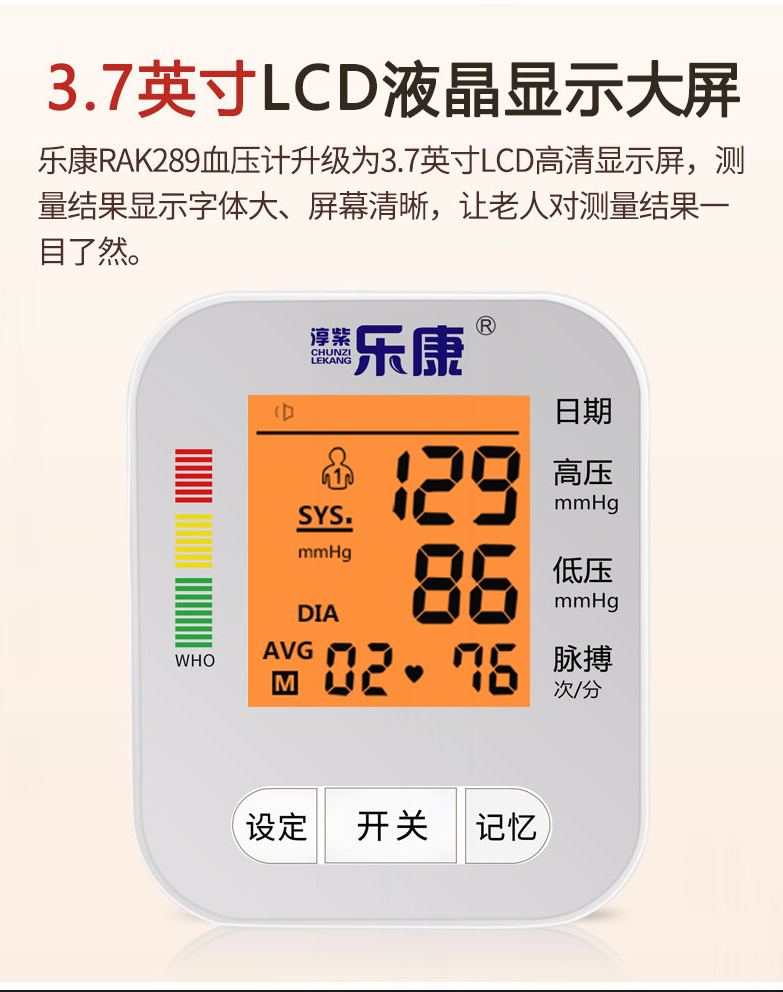 3.7英寸LCD液晶显示大屏
乐康RAK289血压计升级为3.7英寸LCD高清显示屏，测
量结果显示字体大、屏幕清晰，让老人对测量结果一
目了然。
淳紫
CHUNZI
LEKANG
乐康®
日期
1
129
高压
mmHg
SYS.
mmHg
86
低压
mmHg
DIA
AVG
M
02 ♥ 76
脉搏
次/分
WHO
设定
开关
记忆